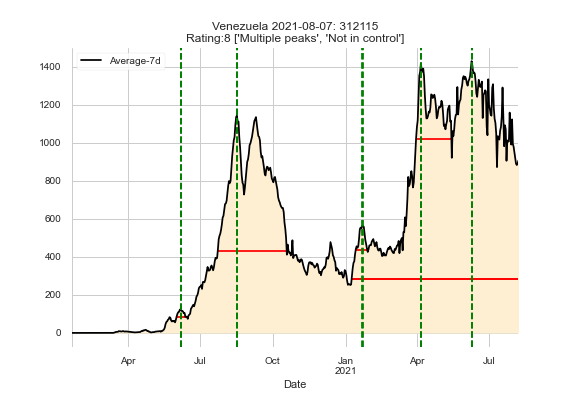 Venezuela 2021-08-07: 312115
Rating:8 ['Multiple peaks', 'Not in control']
Average-7d
1400
1200
1000
800
600
400
200
0
Apr Jul Oct Jan Apr Jul
2021
Date